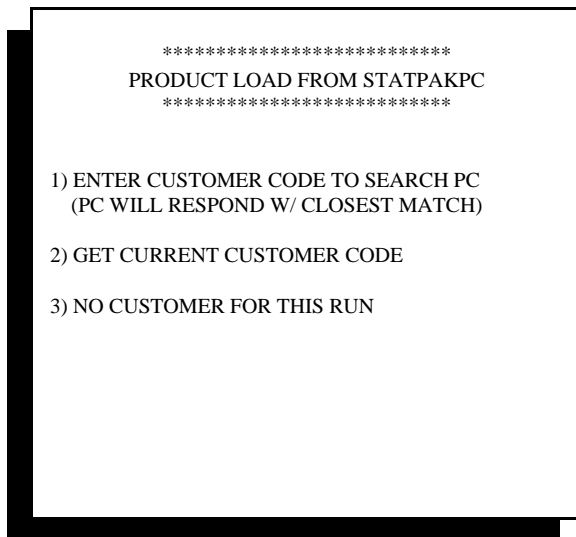 ***************************
PRODUCT LOAD FROM STATPAKPC
***************************
1) ENTER CUSTOMER CODE TO SEARCH PC
(PC WILL RESPOND W/ CLOSEST MATCH)
2) GET CURRENT CUSTOMER CODE
3) NO CUSTOMER FOR THIS RUN